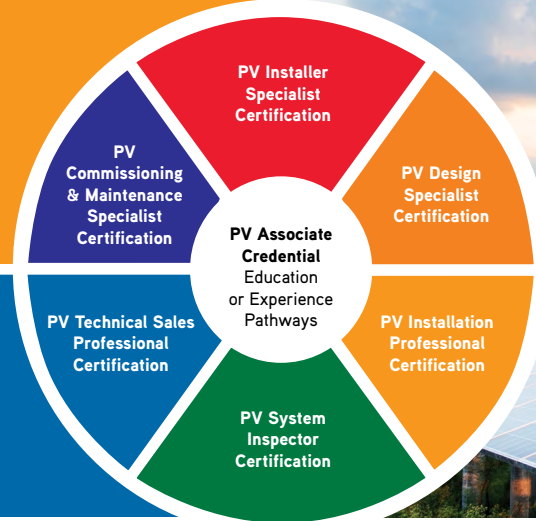 PV Installer
Specialist
Certification
PV Design
Specialist
Certification
PV Installation
Professional
Certification
PV System
Inspector
Certification
PV Technical Sales
Professional
Certification
PV
Commissioning
& Maintenance
Specialist
Certification
PV Associate
Credential
Education
or Experience
Pathways